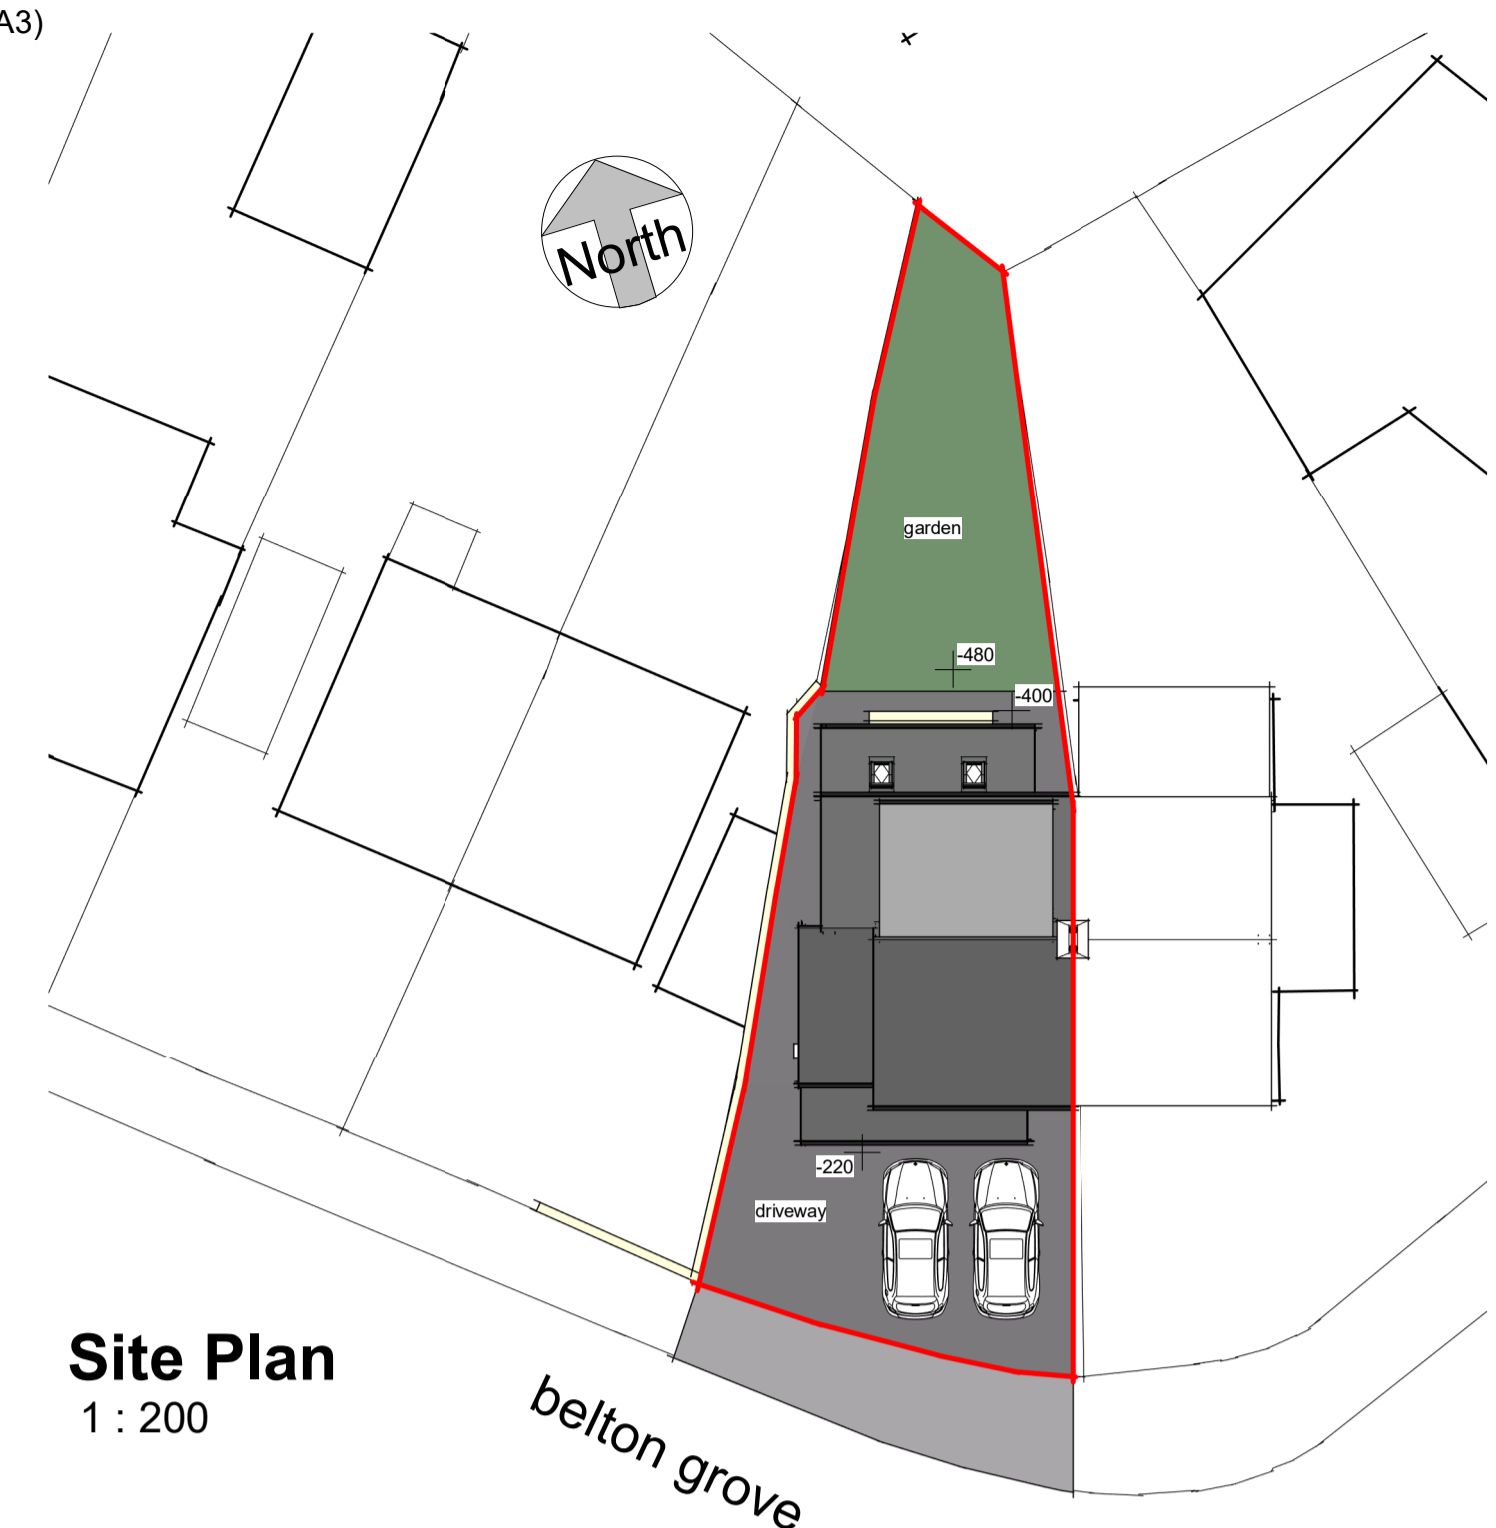 A3)
North
garden
-480
-400
-220
driveway
Site Plan
1 : 200
belton grove